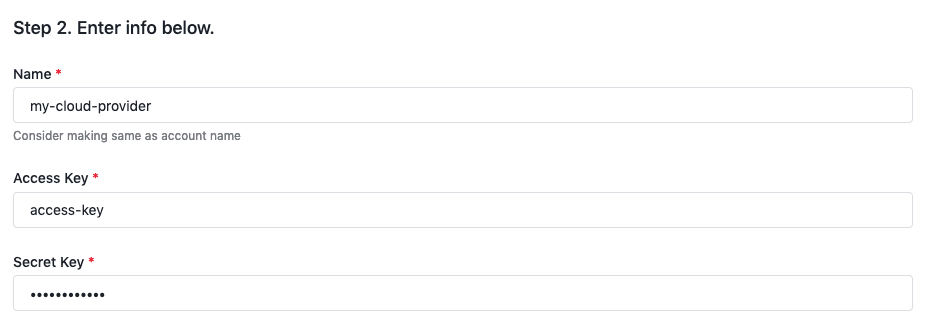 Step 2. Enter info below.
Name *
my-cloud-provider
Consider making same as account name
Access Key *
access-key
Secret Key *
••••••••••••